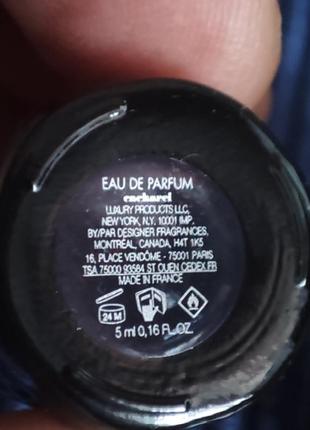 EAU DE PARFUM
cacharel
LUXURY PRODUCTS LLC,
NEW YORK, N.Y. 10001 IMP.
BY/PAR DESIGNER FRAGRANCES,
MONTRÉAL, CANADA, H4T 1K5
16, PLACE VENDÔME - 75001 PARIS
TSA 75000 93584 ST OUEN CEDEX FR
MADE IN FRANCE
24 M
5 ml 0,16 FL.OZ.